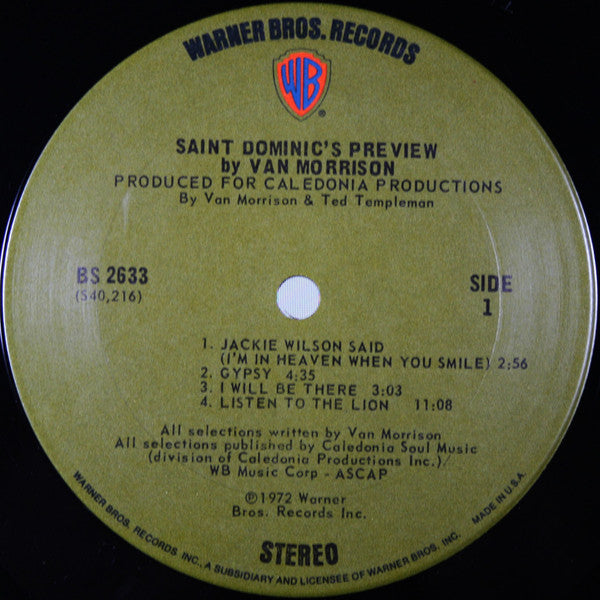 WARNER BROS. RECORDS
WB
®
SAINT DOMINIC'S PREVIEW
by VAN MORRISON
PRODUCED FOR CALEDONIA PRODUCTIONS
By Van Morrison & Ted Templeman
BS 2633
(S40,216)
SIDE
1
1. JACKIE WILSON SAID
(I'M IN HEAVEN WHEN YOU SMILE) 2:56
2. GYPSY 4:35
3. I WILL BE THERE 3:03
4. LISTEN TO THE LION 11:08
All selections written by Van Morrison
All selections published by Caledonia Soul Music
(division of Caledonia Productions Inc.)/
WB Music Corp - ASCAP
℗1972 Warner
Bros. Records Inc.
STEREO
WARNER BROS. RECORDS INC., A SUBSIDIARY AND LICENSEE OF WARNER BROS. INC. MADE IN U.S.A.